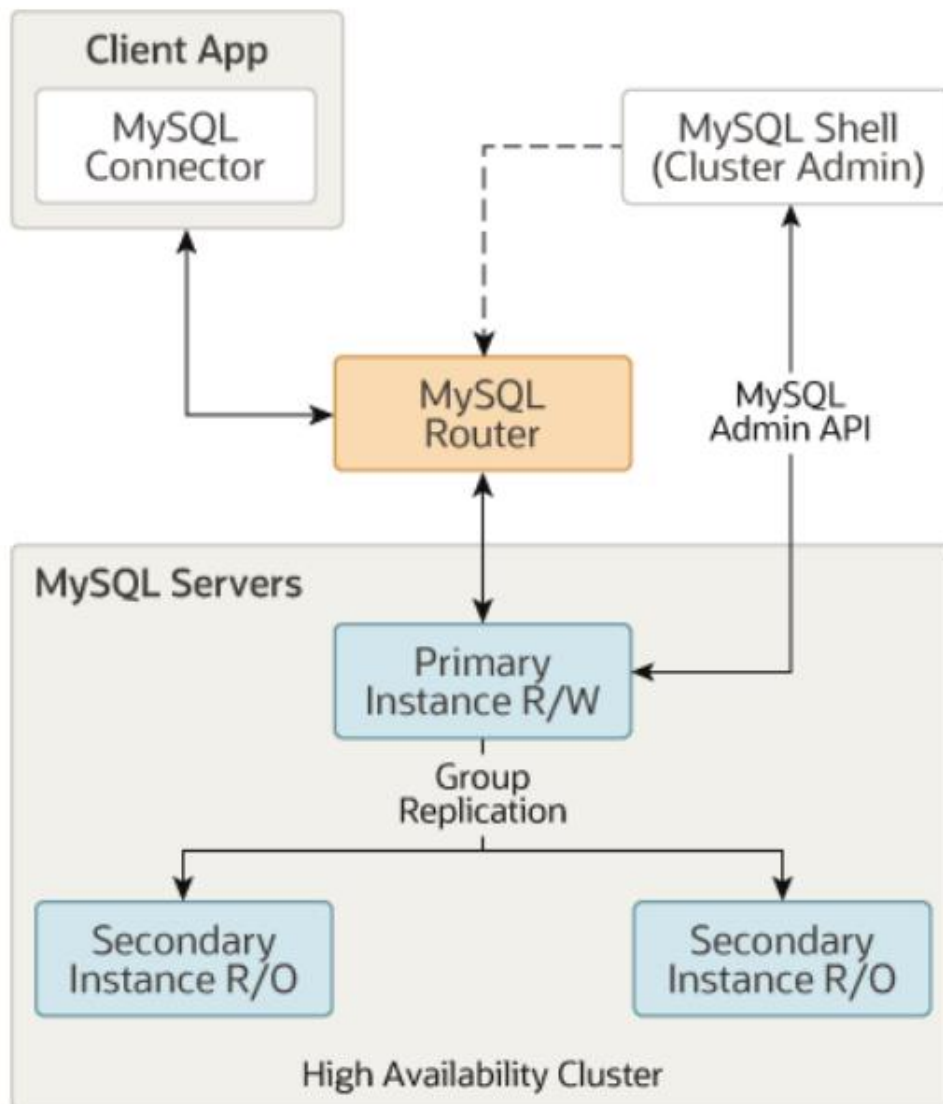 Client App
MySQL
Connector
MySQL Shell
(Cluster Admin)
MySQL
Router
MySQL
Admin API
MySQL Servers
Primary
Instance R/W
Group
Replication
Secondary
Instance R/O
Secondary
Instance R/O
High Availability Cluster